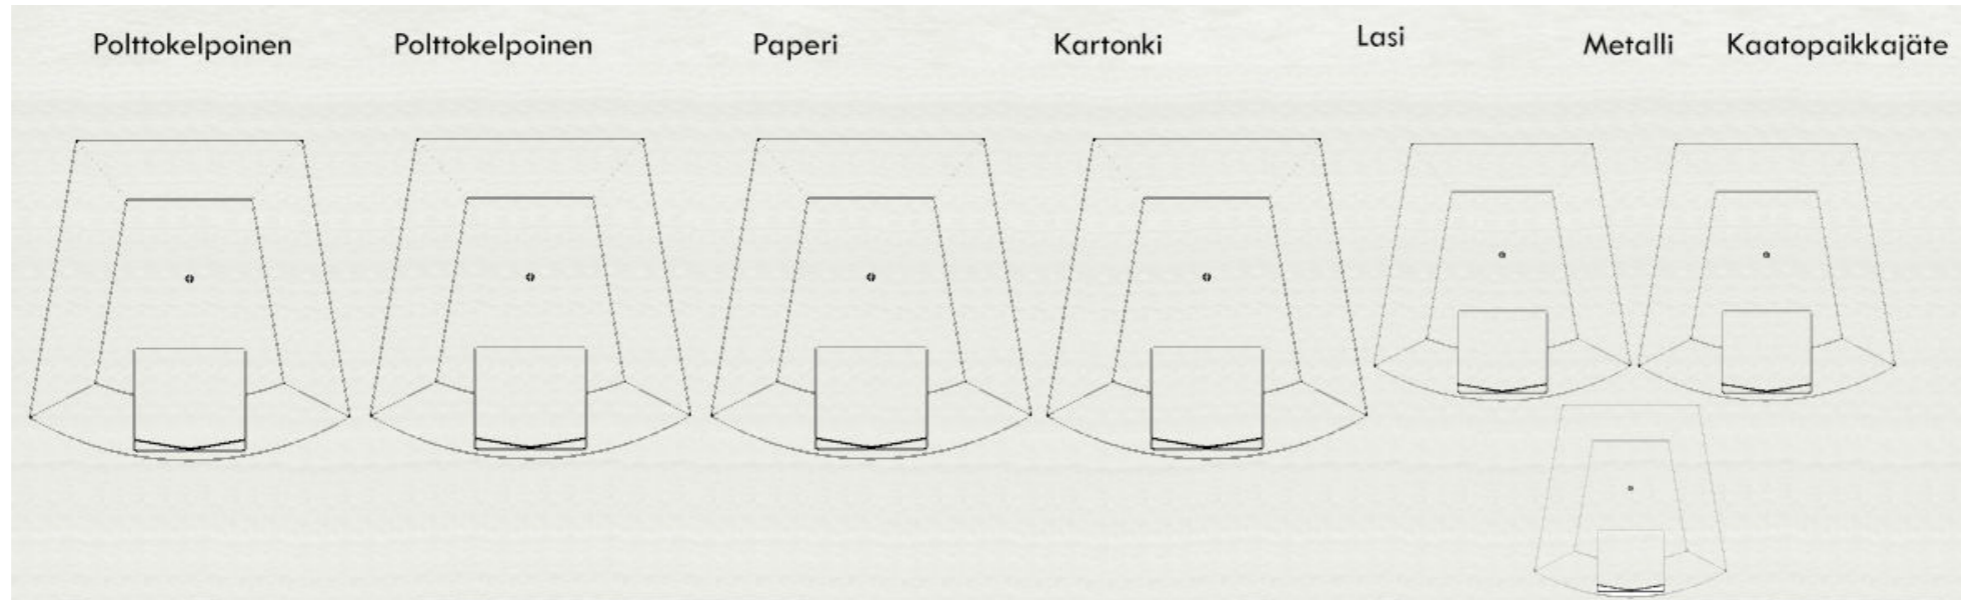 Polttokelpoinen
Polttokelpoinen
Paperi
Kartonki
Lasi
Metalli
Kaatopaikkajäte